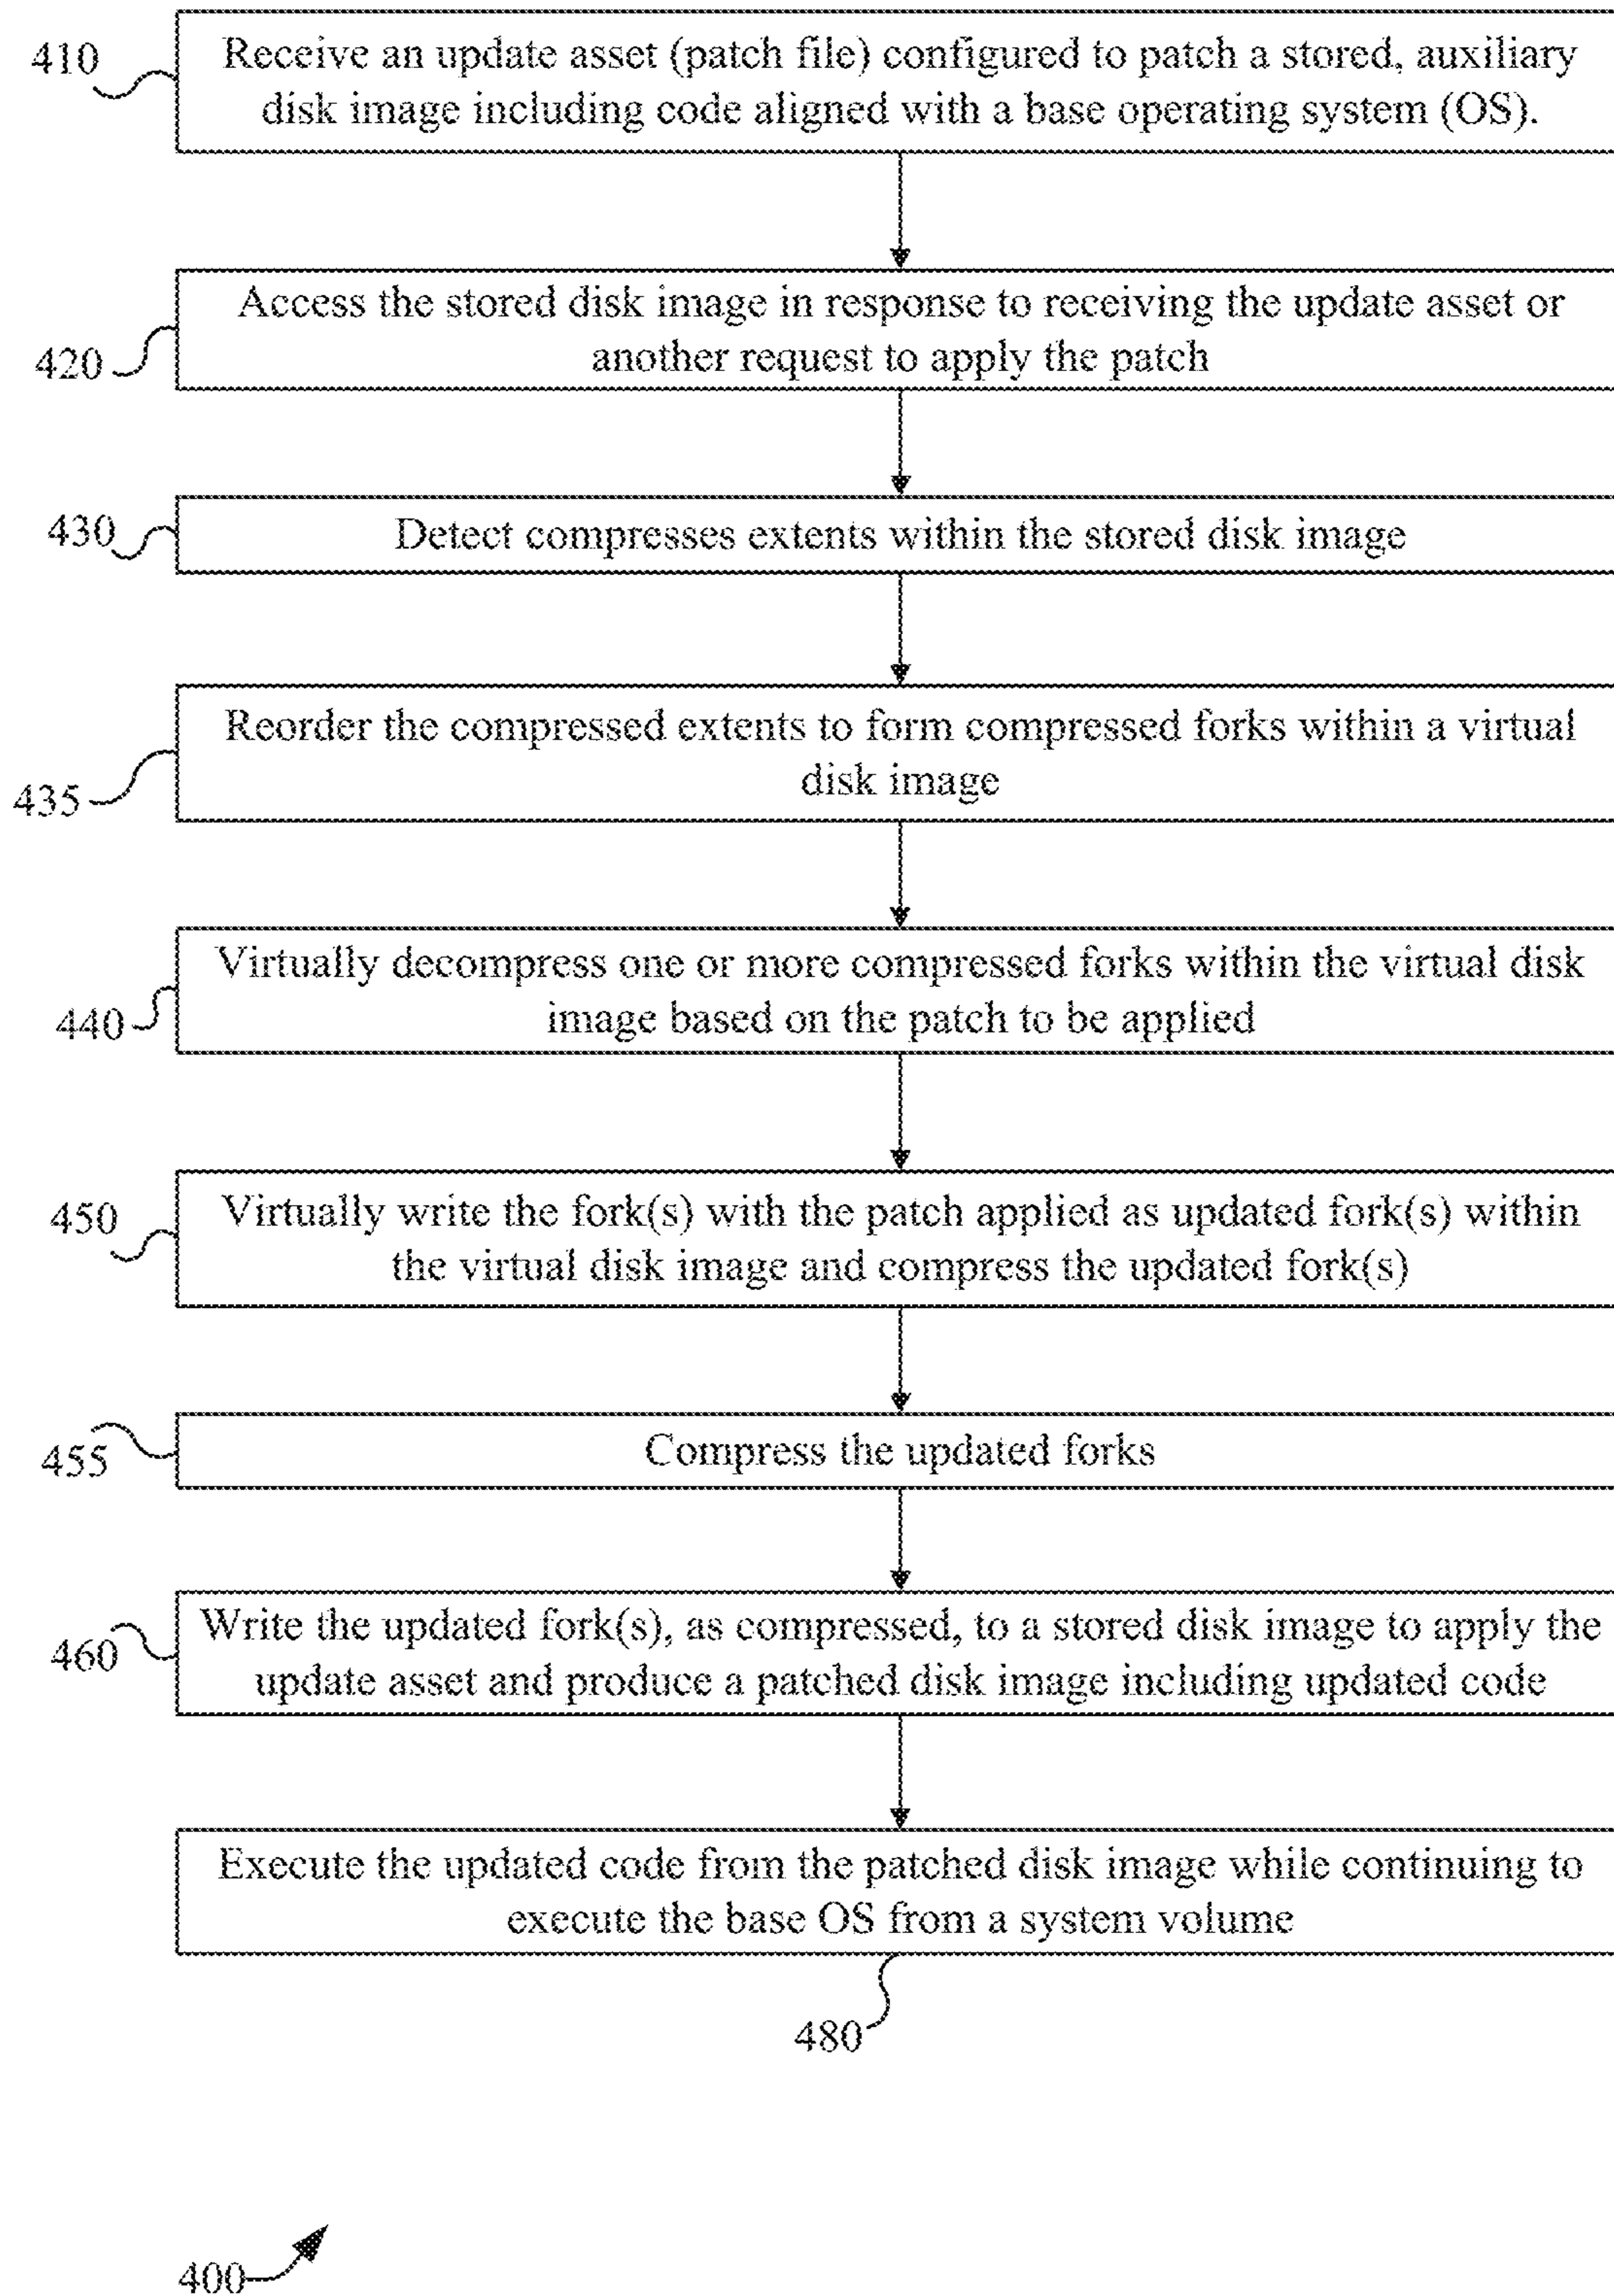 410
Receive an update asset (patch file) configured to patch a stored, auxiliary
disk image including code aligned with a base operating system (OS).
420
Access the stored disk image in response to receiving the update asset or
another request to apply the patch
430
Detect compresses extents within the stored disk image
435
Reorder the compressed extents to form compressed forks within a virtual
disk image
440
Virtually decompress one or more compressed forks within the virtual disk
image based on the patch to be applied
450
Virtually write the fork(s) with the patch applied as updated fork(s) within
the virtual disk image and compress the updated fork(s)
455
Compress the updated forks
460
Write the updated fork(s), as compressed, to a stored disk image to apply the
update asset and produce a patched disk image including updated code
Execute the updated code from the patched disk image while continuing to
execute the base OS from a system volume
480
400